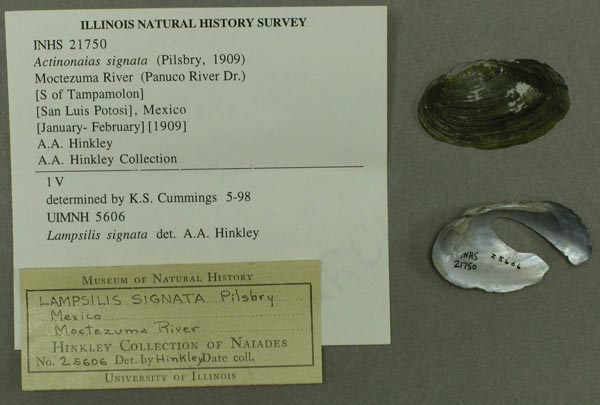 ILLINOIS NATURAL HISTORY SURVEY
INHS 21750
Actinonaias signata (Pilsbry, 1909)
Moctezuma River (Panuco River Dr.)
[S of Tampamolon]
[San Luis Potosi], Mexico
[January- February] [1909]
A.A. Hinkley
A.A. Hinkley Collection
1 V
determined by K.S. Cummings 5-98
UIMNH 5606
Lampsilis signata det. A.A. Hinkley
MUSEUM OF NATURAL HISTORY
LAMPSILIS SIGNATA Pilsbry
Mexico
Moctezuma River
HINKLEY COLLECTION OF NAIADES
No. 25606 Det. by Hinkley Date coll.
UNIVERSITY OF ILLINOIS
INHS 25606
21750